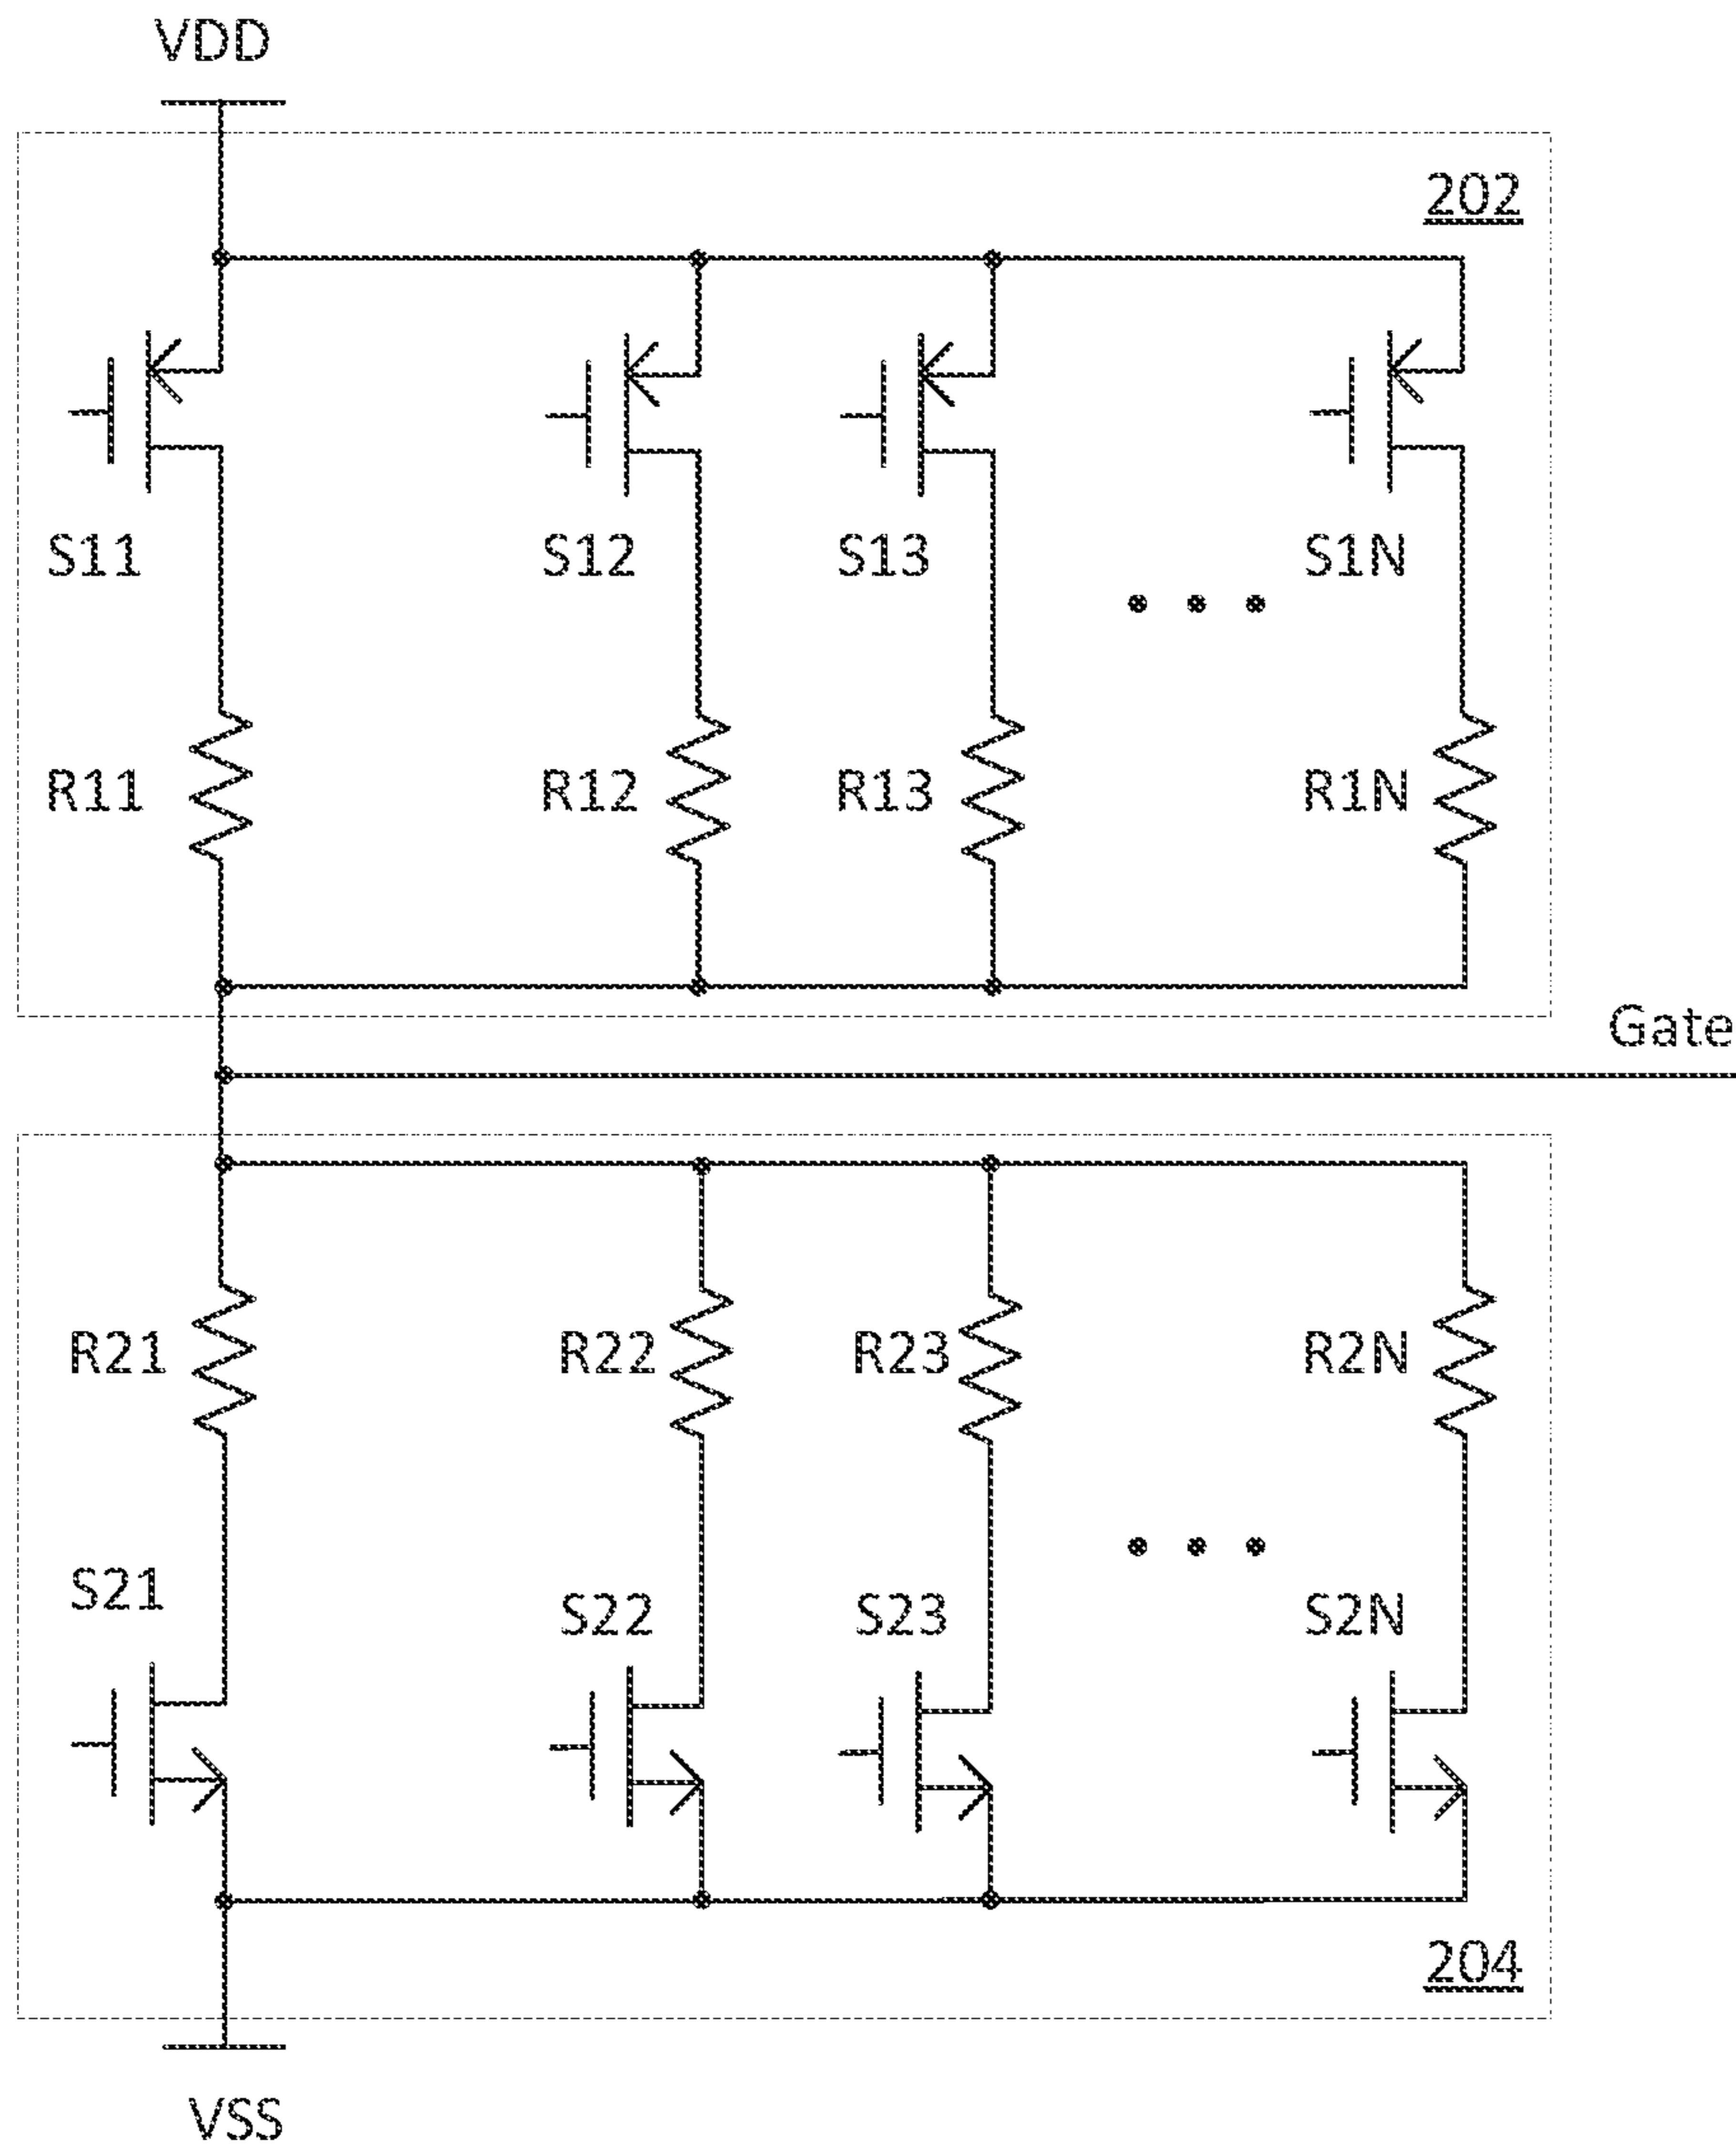 VDD
202
S11 S12 S13 S1N
R11 R12 R13 R1N
Gate
R21 R22 R23 R2N
S21 S22 S23 S2N
204
VSS